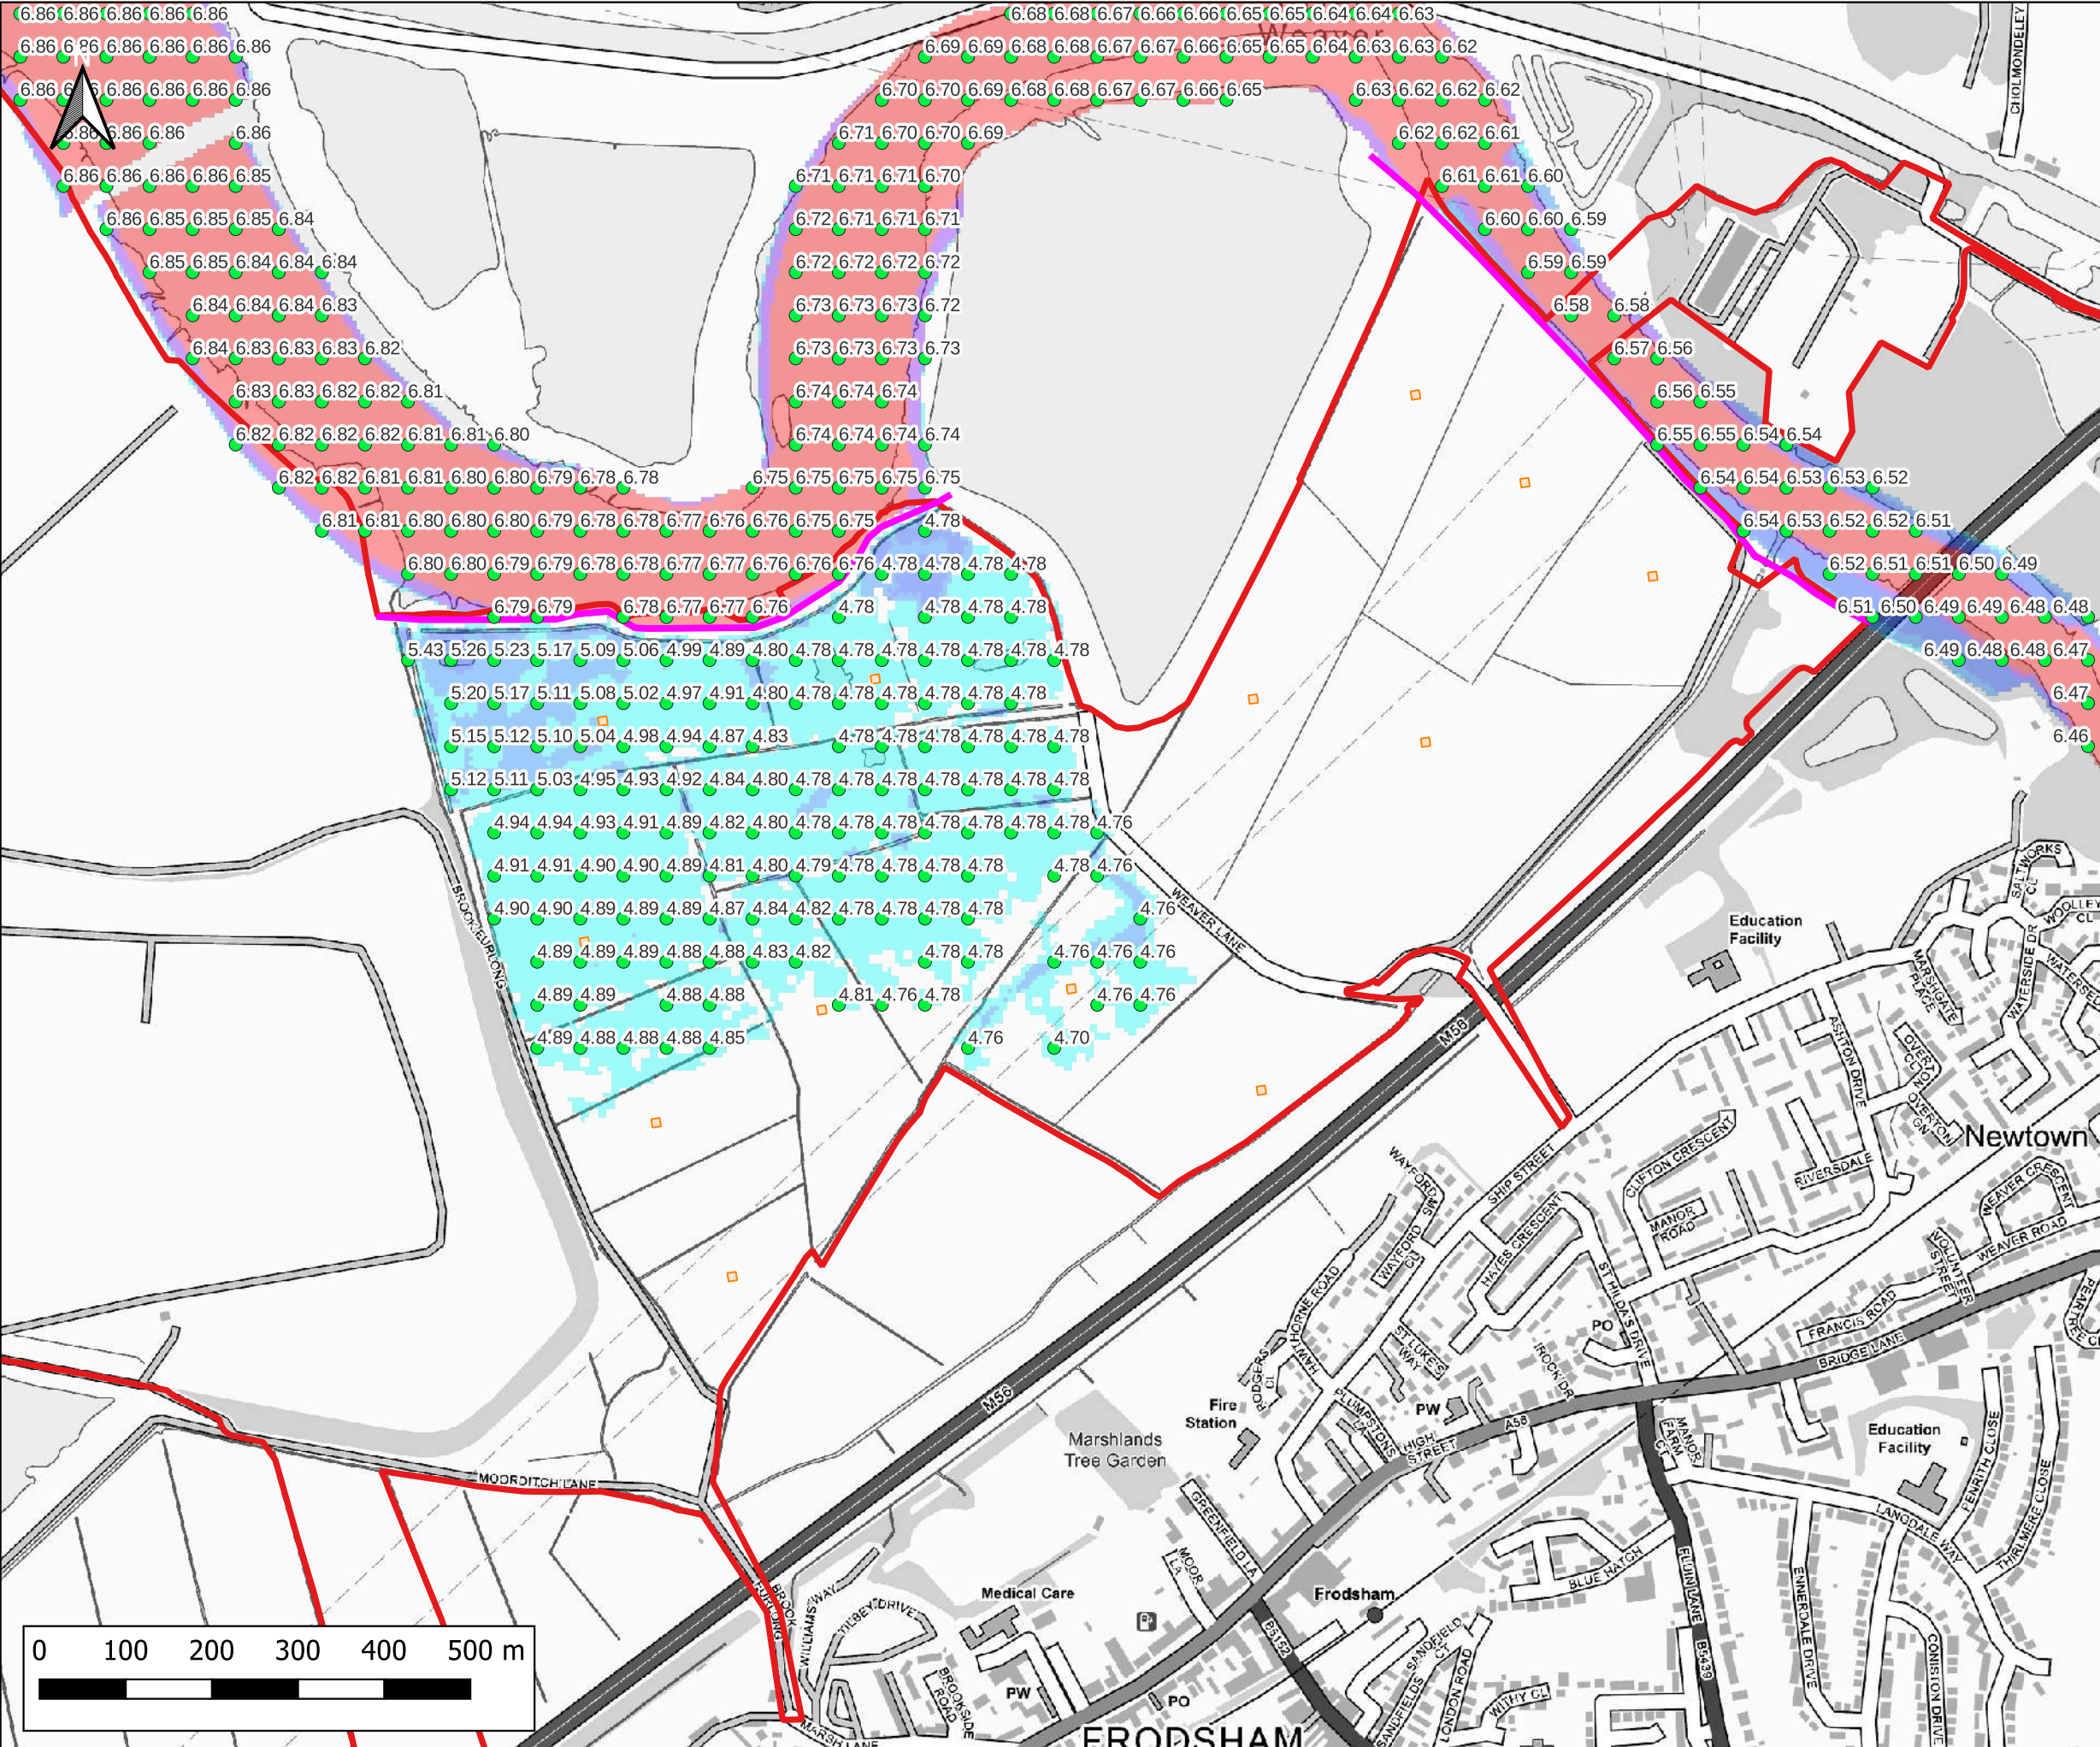 6.86 6.86 6.86 6.86 6.86 6.68 6.68 6.67 6.66 6.66 6.65 6.65 6.64 6.64 6.63
Weaver
CHOLMONDELEY
6.86 6.86 6.86 6.86 6.86 6.86 6.69 6.69 6.68 6.68 6.67 6.67 6.66 6.65 6.65 6.64 6.63 6.63 6.62
N
6.86 6.86 6.86 6.86 6.86 6.70 6.70 6.69 6.68 6.68 6.67 6.67 6.66 6.65 6.63 6.62 6.62 6.62
6.86 6.86 6.86 6.86 6.71 6.70 6.70 6.69 6.62 6.62 6.61
6.86 6.86 6.86 6.86 6.85 6.71 6.71 6.71 6.70 6.61 6.61 6.60
6.86 6.85 6.85 6.85 6.84 6.72 6.71 6.71 6.71 6.60 6.60 6.59
6.85 6.85 6.84 6.84 6.84 6.72 6.72 6.72 6.72 6.59 6.59
6.84 6.84 6.84 6.83 6.73 6.73 6.73 6.72 6.58 6.58
6.84 6.83 6.83 6.83 6.82 6.73 6.73 6.73 6.73 6.57 6.56
6.83 6.83 6.82 6.82 6.81 6.74 6.74 6.74 6.56 6.55
6.82 6.82 6.82 6.82 6.81 6.81 6.80 6.74 6.74 6.74 6.74 6.55 6.55 6.54 6.54
6.82 6.82 6.81 6.81 6.80 6.80 6.79 6.78 6.78 6.75 6.75 6.75 6.75 6.75 6.54 6.54 6.53 6.53 6.52
6.81 6.81 6.80 6.80 6.80 6.79 6.78 6.78 6.77 6.76 6.76 6.75 6.75 4.78 6.54 6.53 6.52 6.52 6.51
6.80 6.80 6.79 6.79 6.78 6.78 6.77 6.77 6.76 6.76 6.76 4.78 4.78 4.78 4.78 6.52 6.51 6.51 6.50 6.49
6.79 6.79 6.78 6.77 6.77 6.76 4.78 4.78 4.78 4.78 6.51 6.50 6.49 6.49 6.48 6.48
5.43 5.26 5.23 5.17 5.09 5.06 4.99 4.89 4.80 4.78 4.78 4.78 4.78 4.78 4.78 4.78 6.49 6.48 6.48 6.47
5.20 5.17 5.11 5.08 5.02 4.97 4.91 4.80 4.78 4.78 4.78 4.78 4.78 4.78 6.47
5.15 5.12 5.10 5.04 4.98 4.94 4.87 4.83 4.78 4.78 4.78 4.78 4.78 4.78 6.46
5.12 5.11 5.03 4.95 4.93 4.92 4.84 4.80 4.78 4.78 4.78 4.78 4.78 4.78 4.78
4.94 4.94 4.93 4.91 4.89 4.82 4.80 4.78 4.78 4.78 4.78 4.78 4.78 4.78 4.76
4.91 4.91 4.90 4.90 4.89 4.81 4.80 4.79 4.78 4.78 4.78 4.78 4.78 4.76
4.90 4.90 4.89 4.89 4.89 4.87 4.84 4.82 4.78 4.78 4.78 4.78 4.76
4.89 4.89 4.89 4.88 4.88 4.83 4.82 4.78 4.78 4.76 4.76 4.76
4.89 4.89 4.88 4.88 4.81 4.76 4.78 4.76 4.76
4.89 4.88 4.88 4.88 4.85 4.76 4.70
BROOK FURLONG
WEAVER LANE
M56
Education
Facility
SALTWORKS
CL
WOOLLEY
CL
WATERSIDE DR
MARSHGATE
PLACE
ASHTON DRIVE
OVERTON
GN
Newtown
CLIFTON CRESCENT
RIVERSDALE
WEAVER CRESCENT
WEAVER ROAD
VOLUNTEER
STREET
MANOR
ROAD
SHIP STREET
HAYES CRESCENT
WAYFORD
MS
WAYFORD
CL
ST HILDA'S DRIVE
HAWTHORNE ROAD
RODGERS
CL
ST LUKES
WAY
PO
FRANCIS ROAD
BRIDGE LANE
PLUMPSTONS
LA
PW
HIGH
STREET
A56
Fire
Station
M56
Marshlands
Tree Garden
MANOR
FARM
CT
Education
Facility
PENRITH CLOSE
THIRLMERE CLOSE
LANGDALE
WAY
MOORDITCH LANE
GREENFIELD LA
MOOR
LA
BLUE HATCH
FLUIN LANE
B5439
ENNERDALE DRIVE
CONISTON DRIVE
Medical Care
Frodsham
B5152
SANDFIELD
CT
SANDFIELDS
LONDON ROAD
WITHY CL
BROOK
FURLONG
WILLIAMS WAY
TILBEY DRIVE
BROOKSIDE
ROAD
PW
PO
MARSH LANE
FRODSHAM
0 100 200 300 400 500 m